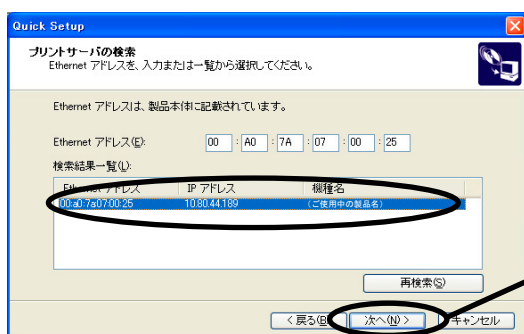 Quick Setup
プリントサーバの検索
Ethernet アドレスを、入力または一覧から選択してください。
Ethernet アドレスは、製品本体に記載されています。
Ethernet アドレス(E):  00 : A0 : 7A : 07 : 00 : 25
検索結果一覧(L):
Ethernet アドレス  IP アドレス  機種名
00:a0:7a:07:00:25  10.80.44.189  (ご使用中の製品名)
再検索(S)
< 戻る(B)  次へ(N) >  キャンセル